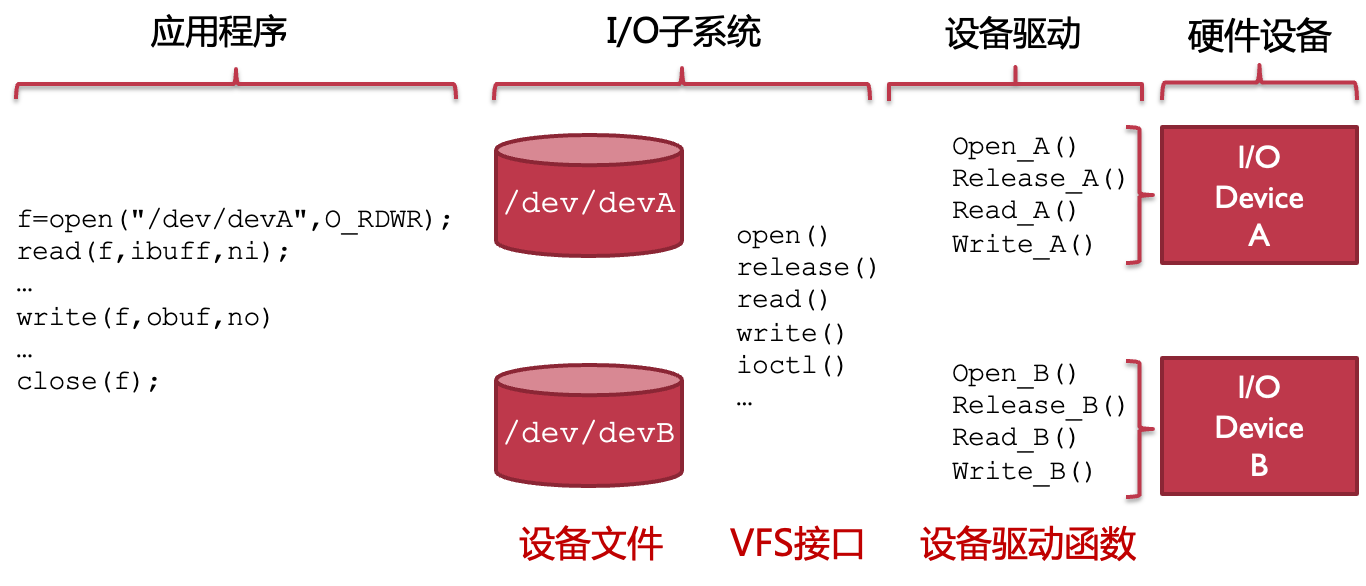 应用程序
I/O子系统
设备驱动
硬件设备
f=open("/dev/devA",O_RDWR);
read(f,ibuff,ni);
…
write(f,obuf,no)
…
close(f);
/dev/devA
/dev/devB
open()
release()
read()
write()
ioctl()
…
Open_A()
Release_A()
Read_A()
Write_A()
Open_B()
Release_B()
Read_B()
Write_B()
I/O
Device
A
I/O
Device
B
设备文件
VFS接口
设备驱动函数